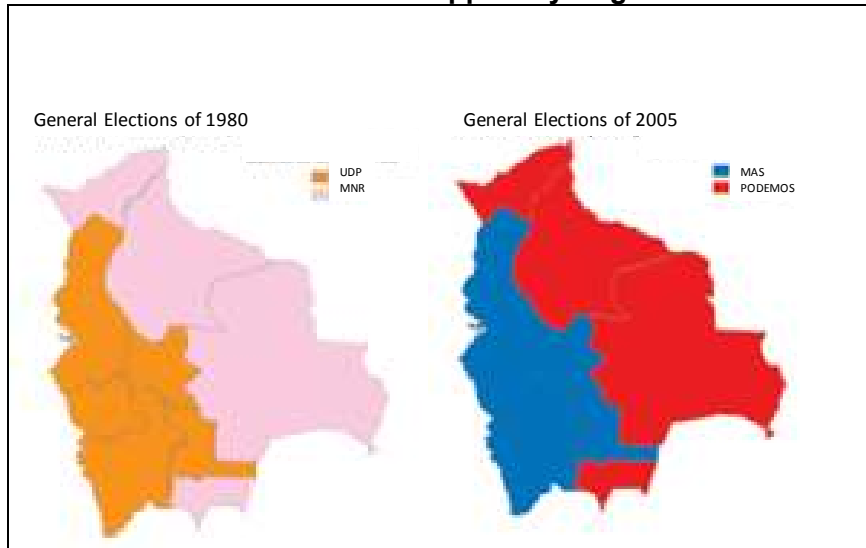 General Elections of 1980
UDP
MNR
General Elections of 2005
MAS
PODEMOS